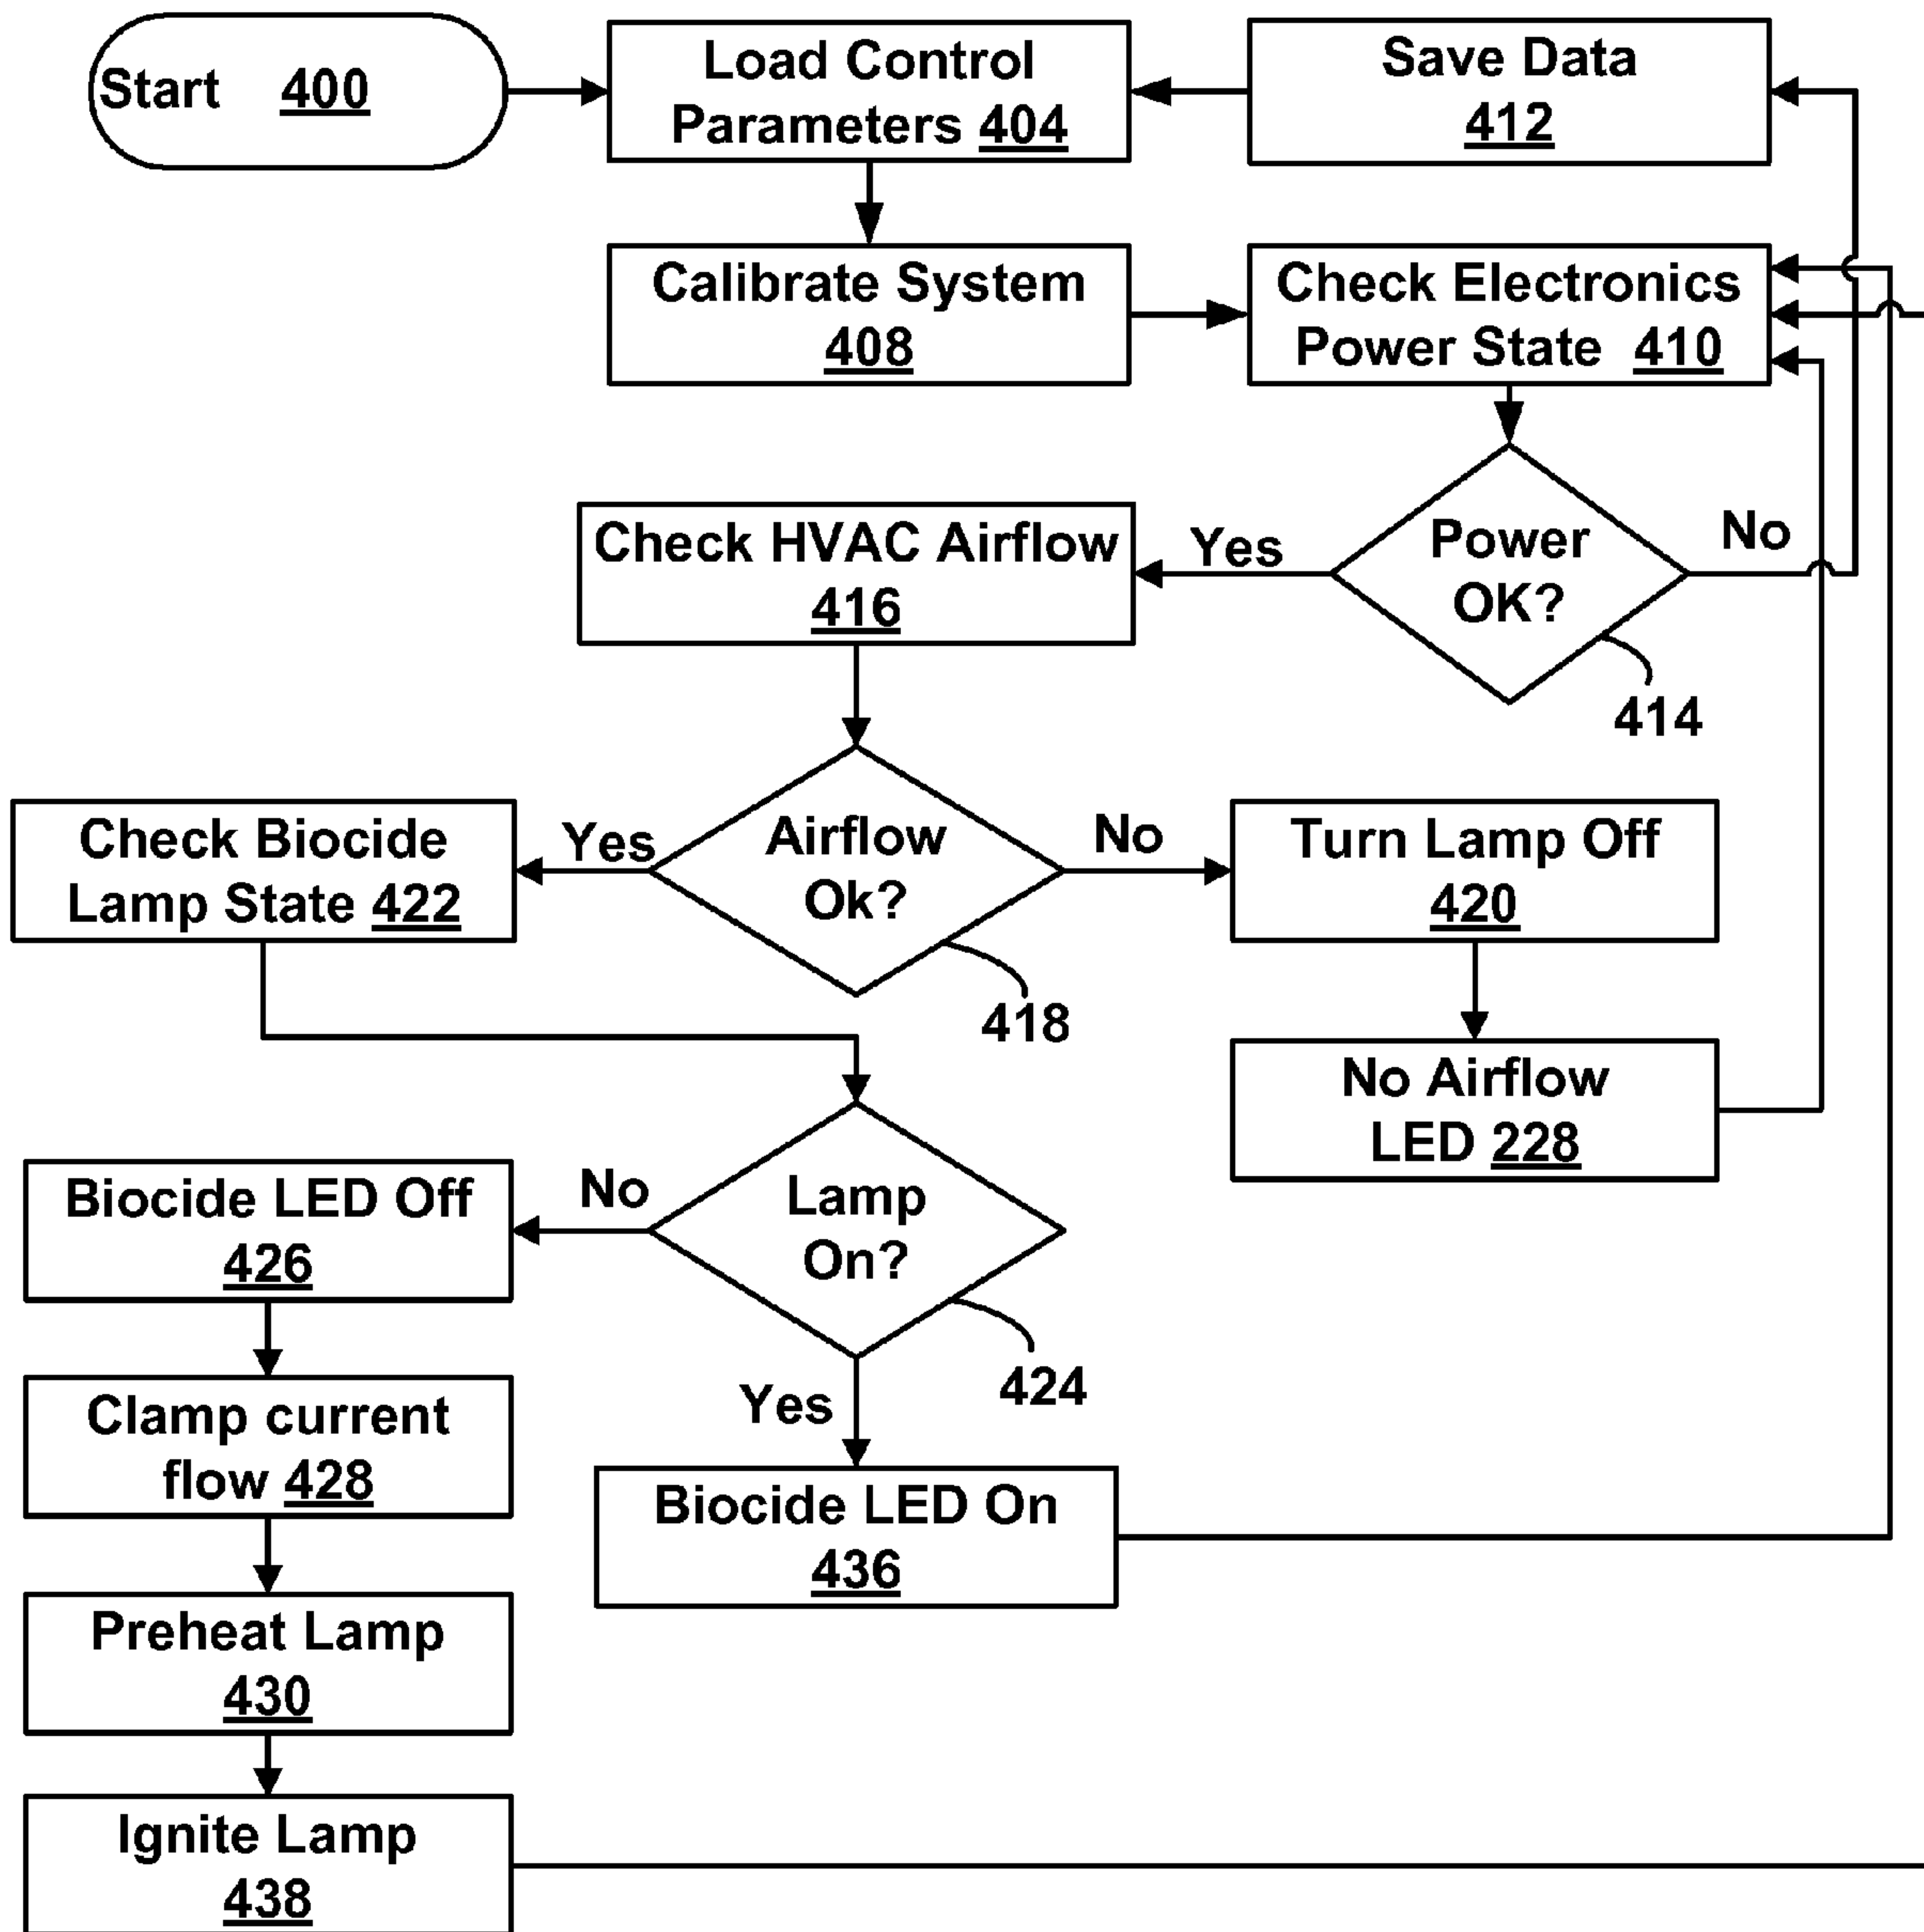 Start 400
Load Control
Parameters 404
Save Data
412
Calibrate System
408
Check Electronics
Power State 410
Check HVAC Airflow
416
Yes
Power
OK?
No
414
Check Biocide
Lamp State 422
Yes
Airflow
Ok?
No
418
Turn Lamp Off
420
No Airflow
LED 228
Biocide LED Off
426
No
Lamp
On?
424
Yes
Clamp current
flow 428
Biocide LED On
436
Preheat Lamp
430
Ignite Lamp
438